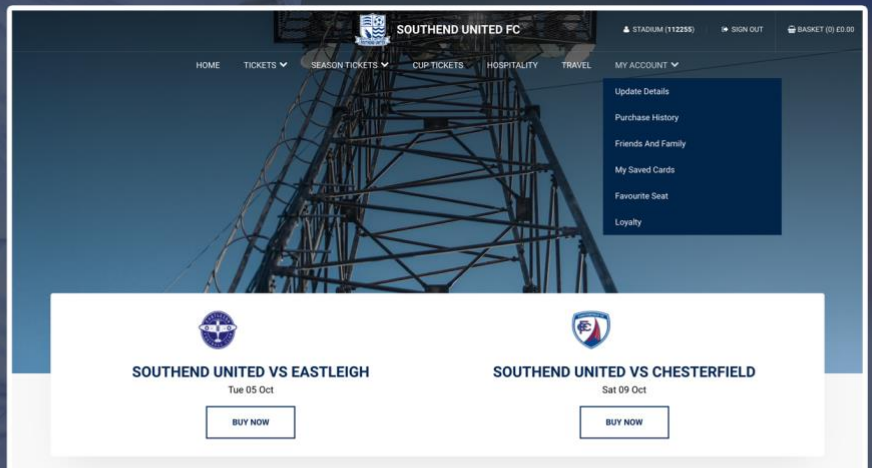 SOUTHEND UNITED FC
STADIUM (112255)
SIGN OUT
BASKET (0) £0.00
HOME
TICKETS
SEASON TICKETS
CUP TICKETS
HOSPITALITY
TRAVEL
MY ACCOUNT
Update Details
Purchase History
Friends And Family
My Saved Cards
Favourite Seat
Loyalty
SOUTHEND UNITED VS EASTLEIGH
Tue 05 Oct
BUY NOW
SOUTHEND UNITED VS CHESTERFIELD
Sat 09 Oct
BUY NOW